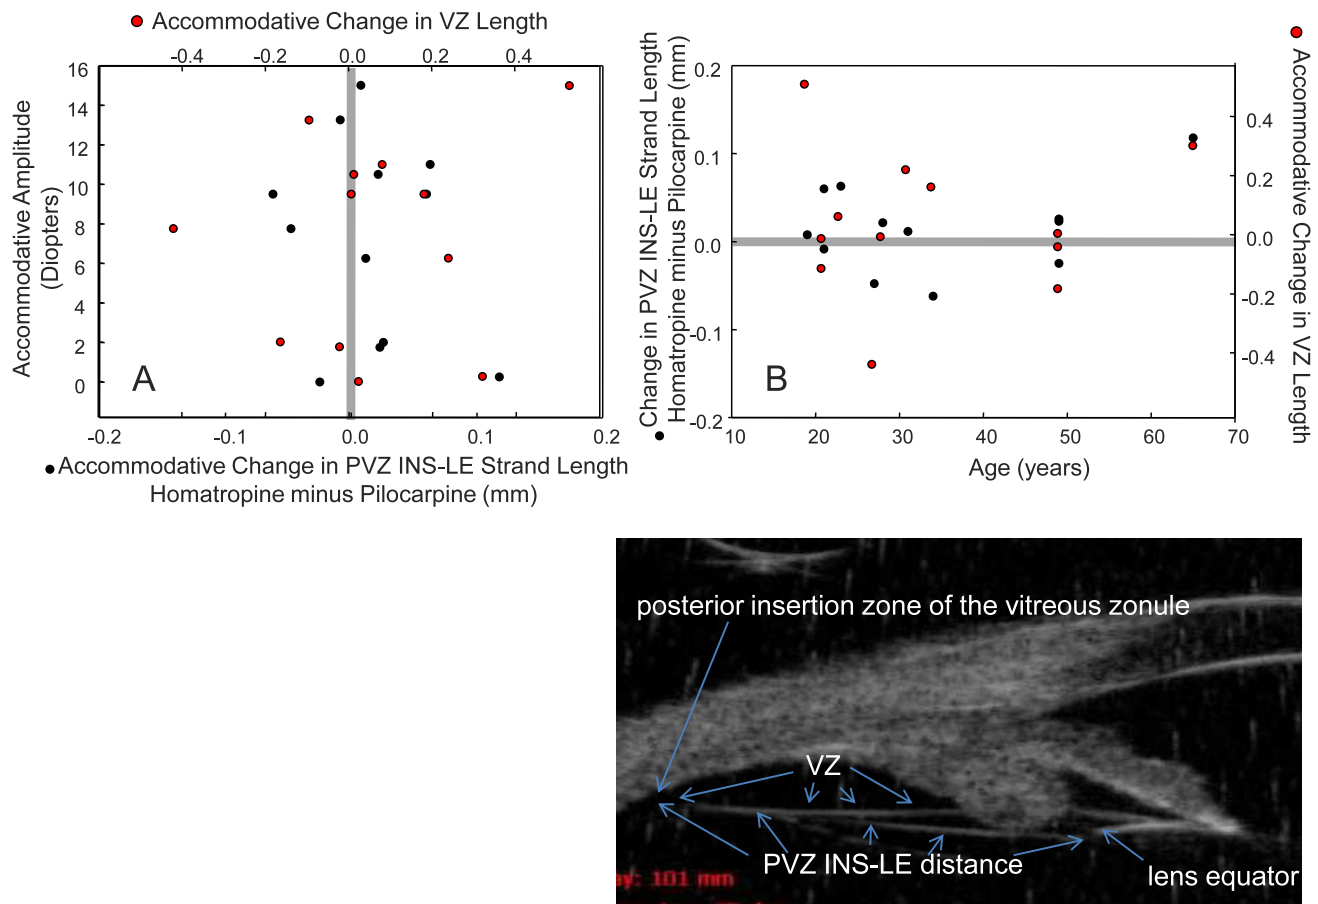 Accommodative Change in VZ Length
-0.4 -0.2 0.0 0.2 0.4
Accommodative Amplitude
(Diopters)
16
14
12
10
8
6
4
2
0
A
-0.2 -0.1 0.0 0.1 0.2
Accommodative Change in PVZ INS-LE Strand Length
Homatropine minus Pilocarpine (mm)
Change in PVZ INS-LE Strand Length
Homatropine minus Pilocarpine (mm)
0.2
0.1
0.0
-0.1
-0.2
B
0.4
0.2
0.0
-0.2
-0.4
Accommodative Change in VZ Length
10 20 30 40 50 60 70
Age (years)
posterior insertion zone of the vitreous zonule
VZ
PVZ INS-LE distance
lens equator
ay: 101 mm